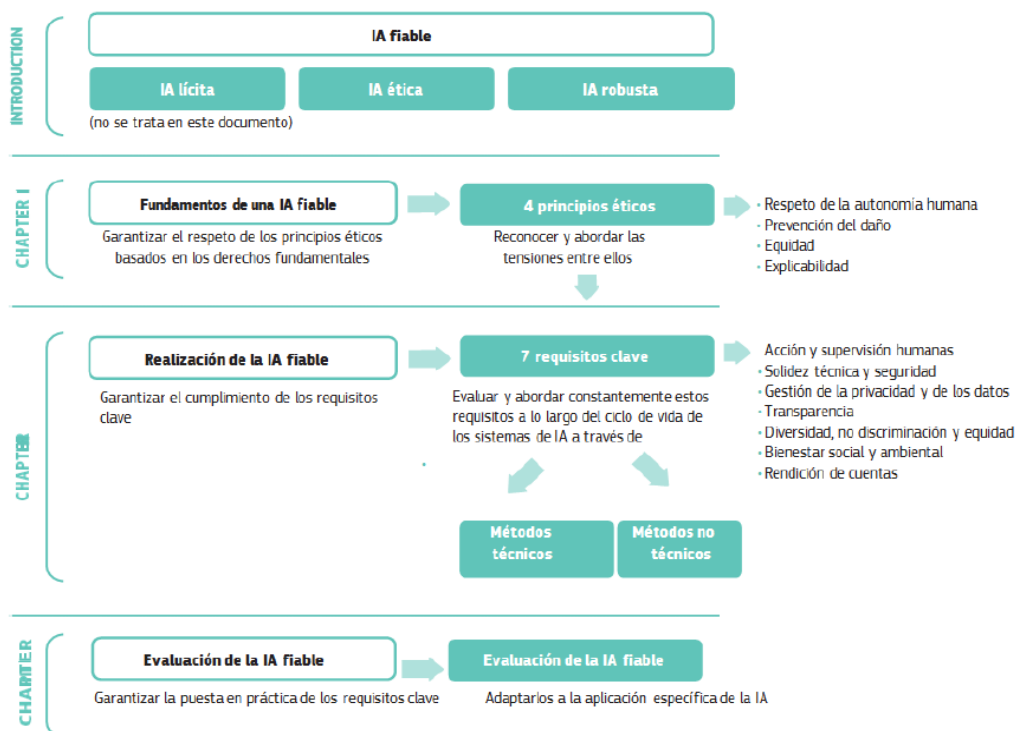 INTRODUCTION
IA fiable
IA lícita
IA ética
IA robusta
(no se trata en este documento)
CHAPTER I
Fundamentos de una IA fiable
Garantizar el respeto de los principios éticos
basados en los derechos fundamentales
4 principios éticos
Reconocer y abordar las
tensiones entre ellos
• Respeto de la autonomía humana
• Prevención del daño
• Equidad
• Explicabilidad
CHAPTER
Realización de la IA fiable
Garantizar el cumplimiento de los requisitos
clave
7 requisitos clave
Evaluar y abordar constantemente estos
requisitos a lo largo del ciclo de vida de
los sistemas de IA a través de
Métodos
técnicos
Métodos no
técnicos
Acción y supervisión humanas
• Solidez técnica y seguridad
• Gestión de la privacidad y de los datos
• Transparencia
• Diversidad, no discriminación y equidad
• Bienestar social y ambiental
• Rendición de cuentas
Evaluación de la IA fiable
Garantizar la puesta en práctica de los requisitos clave
Evaluación de la IA fiable
Adaptarlos a la aplicación específica de la IA